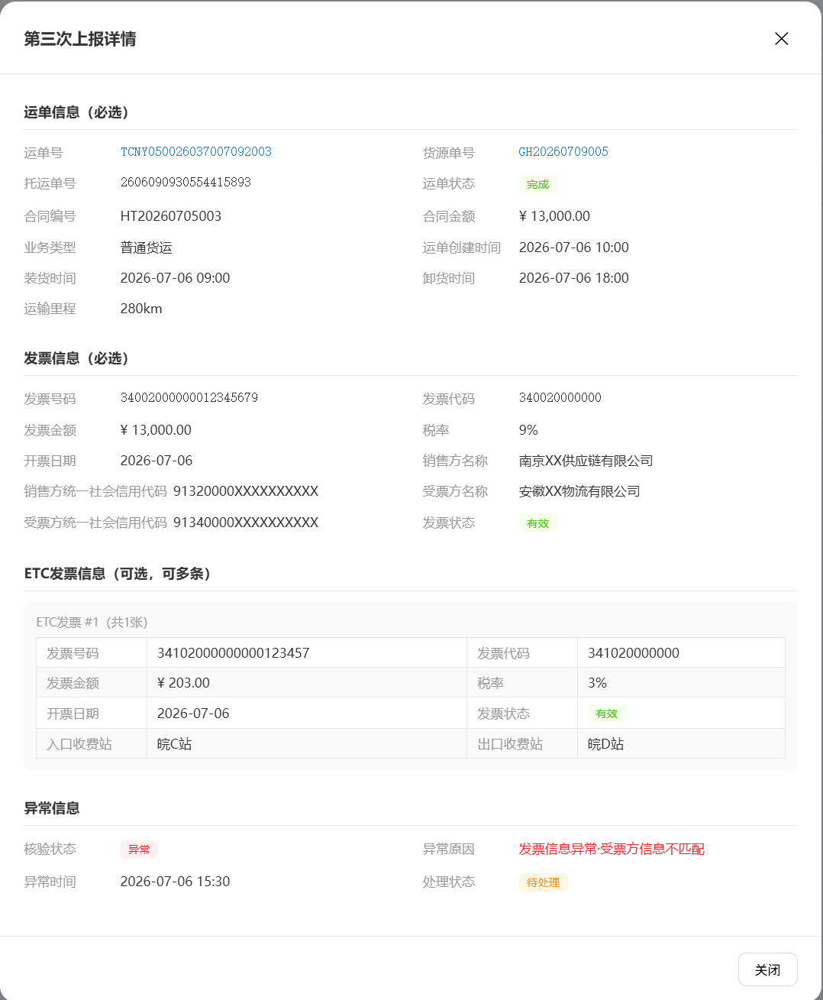 第三次上报详情
运单信息（必选）
运单号 TCNY050026037007092003 货源单号 GH20260709005
托运单号 2606090930554415893 运单状态 完成
合同编号 HT20260705003 合同金额 ¥ 13,000.00
业务类型 普通货运 运单创建时间 2026-07-06 10:00
装货时间 2026-07-06 09:00 卸货时间 2026-07-06 18:00
运输里程 280km
发票信息（必选）
发票号码 34002000000012345679 发票代码 340020000000
发票金额 ¥ 13,000.00 税率 9%
开票日期 2026-07-06 销售方名称 南京XX供应链有限公司
销售方统一社会信用代码 91320000XXXXXXXXXX 受票方名称 安徽XX物流有限公司
受票方统一社会信用代码 91340000XXXXXXXXXX 发票状态 有效
ETC发票信息（可选，可多条）
ETC发票 #1（共1张）
发票号码 34102000000000123457 发票代码 341020000000
发票金额 ¥ 203.00 税率 3%
开票日期 2026-07-06 发票状态 有效
入口收费站 皖C站 出口收费站 皖D站
异常信息
核验状态 异常 异常原因 发票信息异常·受票方信息不匹配
异常时间 2026-07-06 15:30 处理状态 待处理
关闭